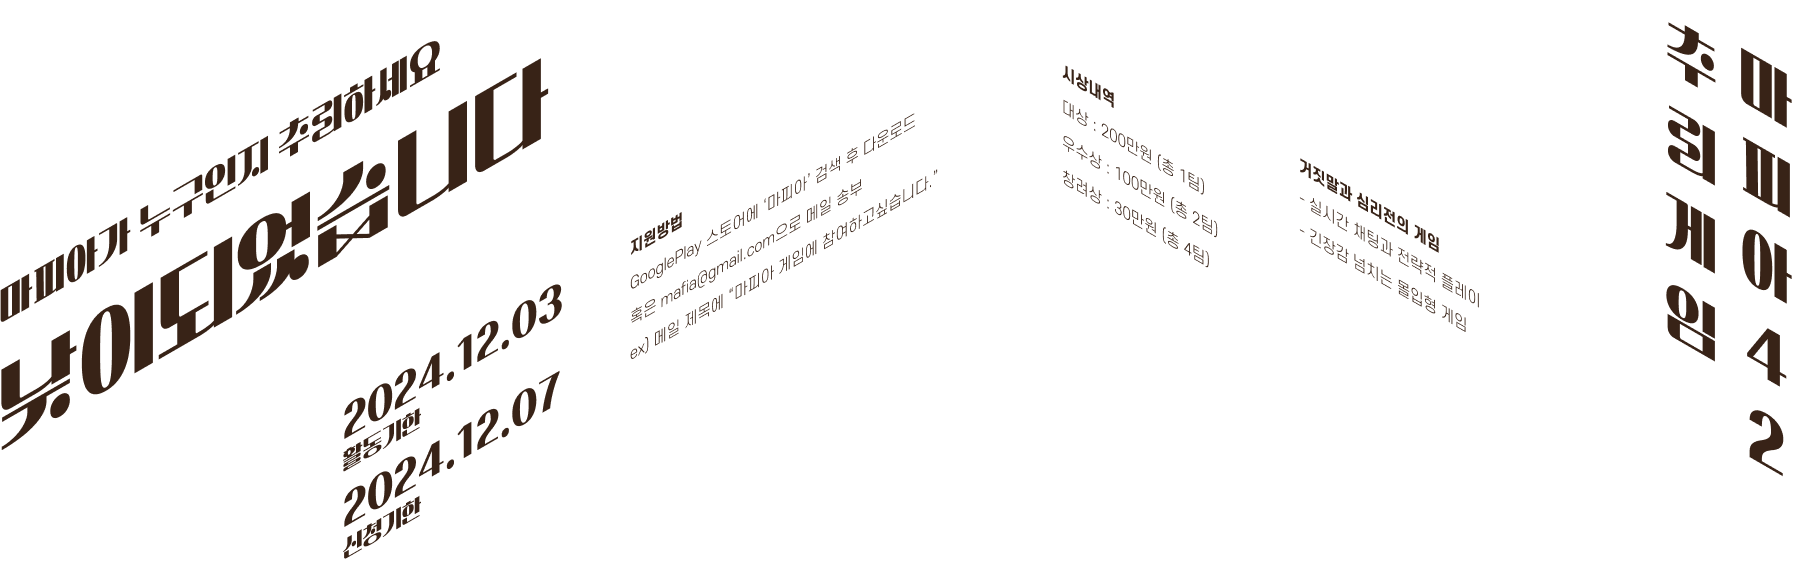 마피아가 누구인지 추리하세요
낮이되었습니다
2024.12.03
활동기한
2024.12.07
신청기한
지원방법
GooglePlay 스토어에 ‘마피아’ 검색 후 다운로드
혹은 mafia@gmail.com으로 메일 송부
ex) 메일 제목에 “마피아 게임에 참여하고싶습니다.”
시상내역
대상 : 200만원 (총 1팀)
우수상 : 100만원 (총 2팀)
창려상 : 30만원 (총 4팀)
거짓말과 심리전의 게임
- 실시간 채팅과 전략적 플레이
- 긴장감 넘치는 몰입형 게임
마피아42
추리게임